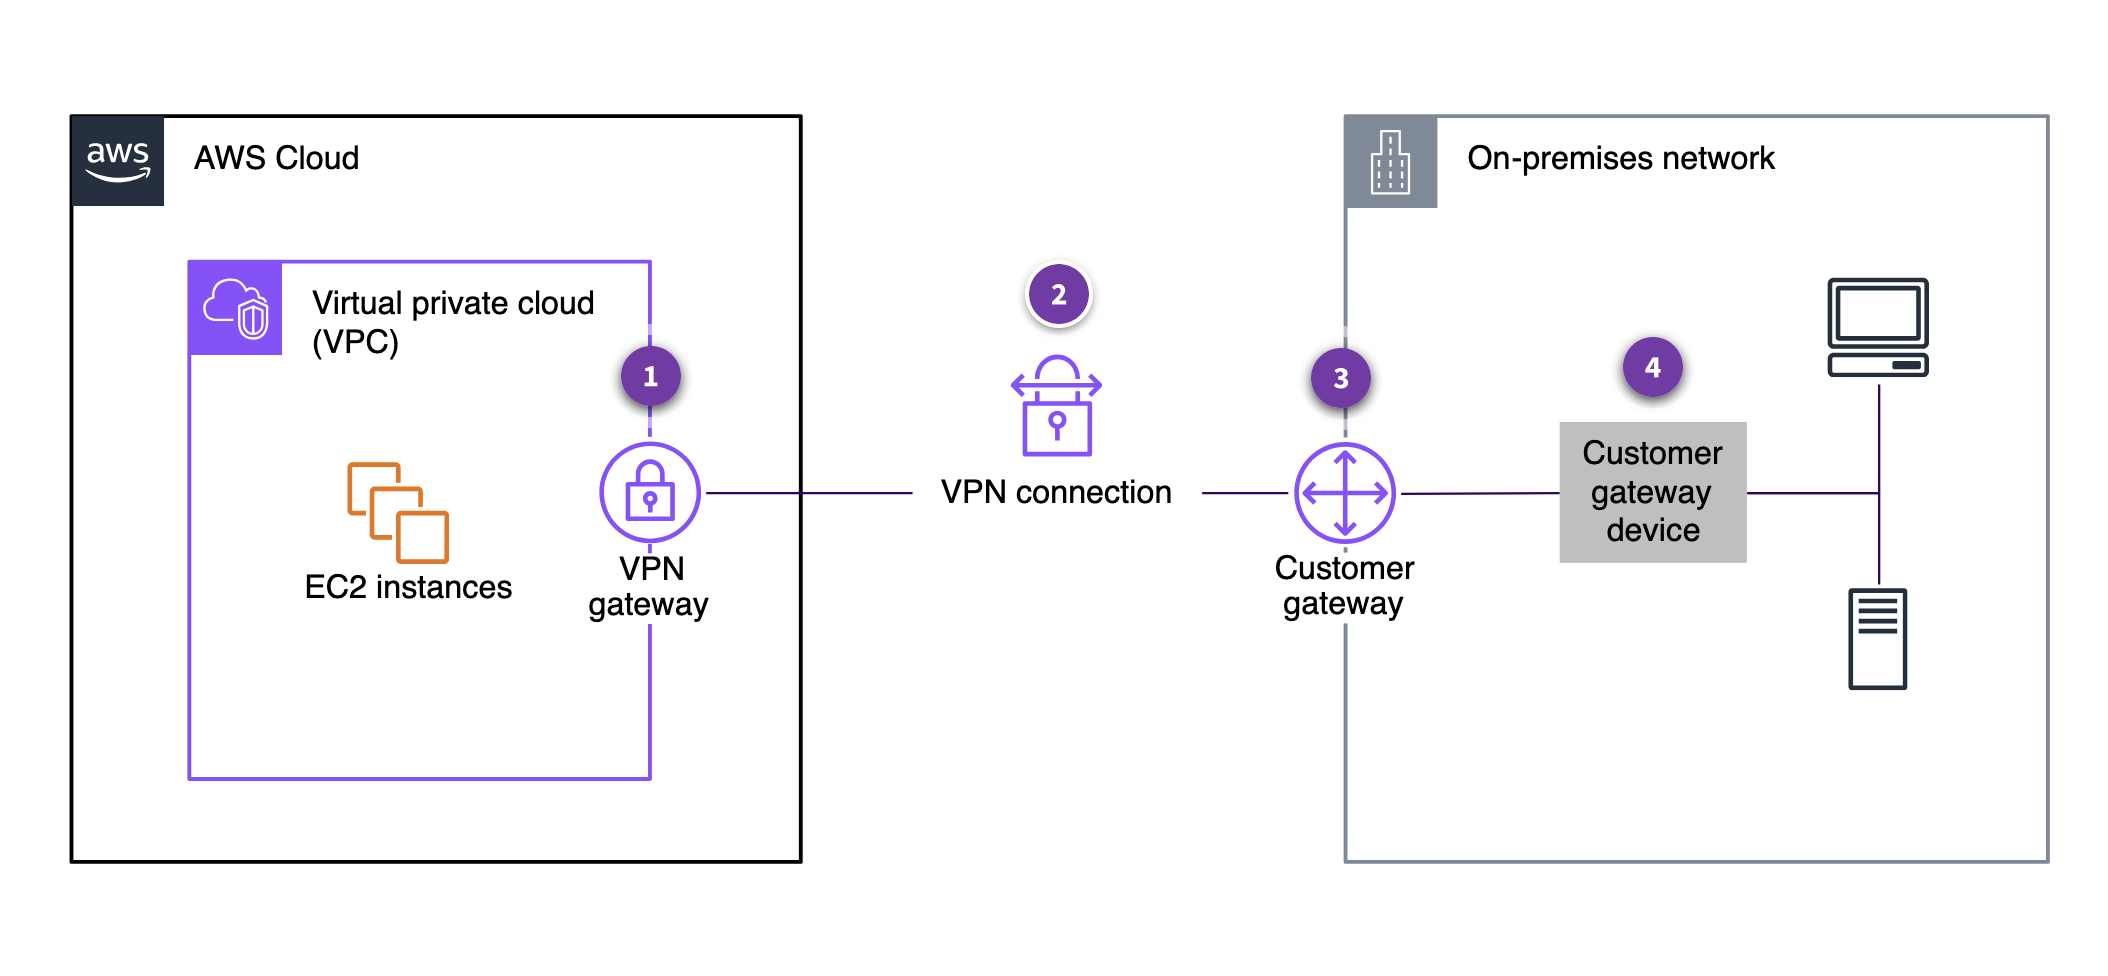 aws
AWS Cloud
On-premises network
Virtual private cloud
(VPC)
1
2
3
4
Customer
gateway
device
VPN connection
EC2 instances
VPN
gateway
Customer
gateway